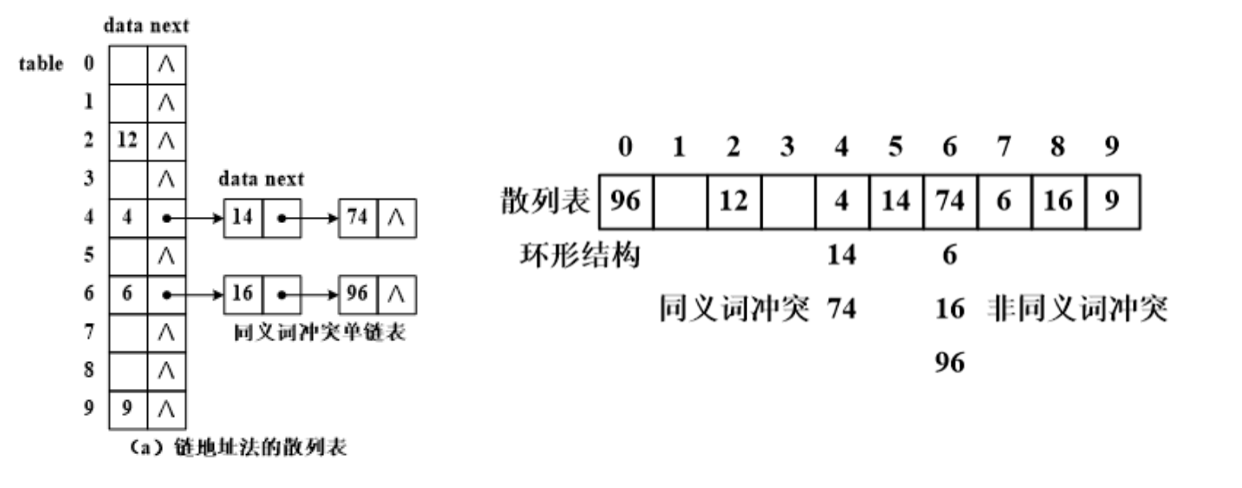 data next
table 0 ∧
1 ∧
2 12 ∧
3 ∧
data next
4 4 14 74 ∧
5 ∧
6 6 16 96 ∧
同义词冲突单链表
7 ∧
8 ∧
9 9 ∧
（a）链地址法的散列表
0 1 2 3 4 5 6 7 8 9
散列表 96 12 4 14 74 6 16 9
环形结构 14 6
同义词冲突 74 16 非同义词冲突
96